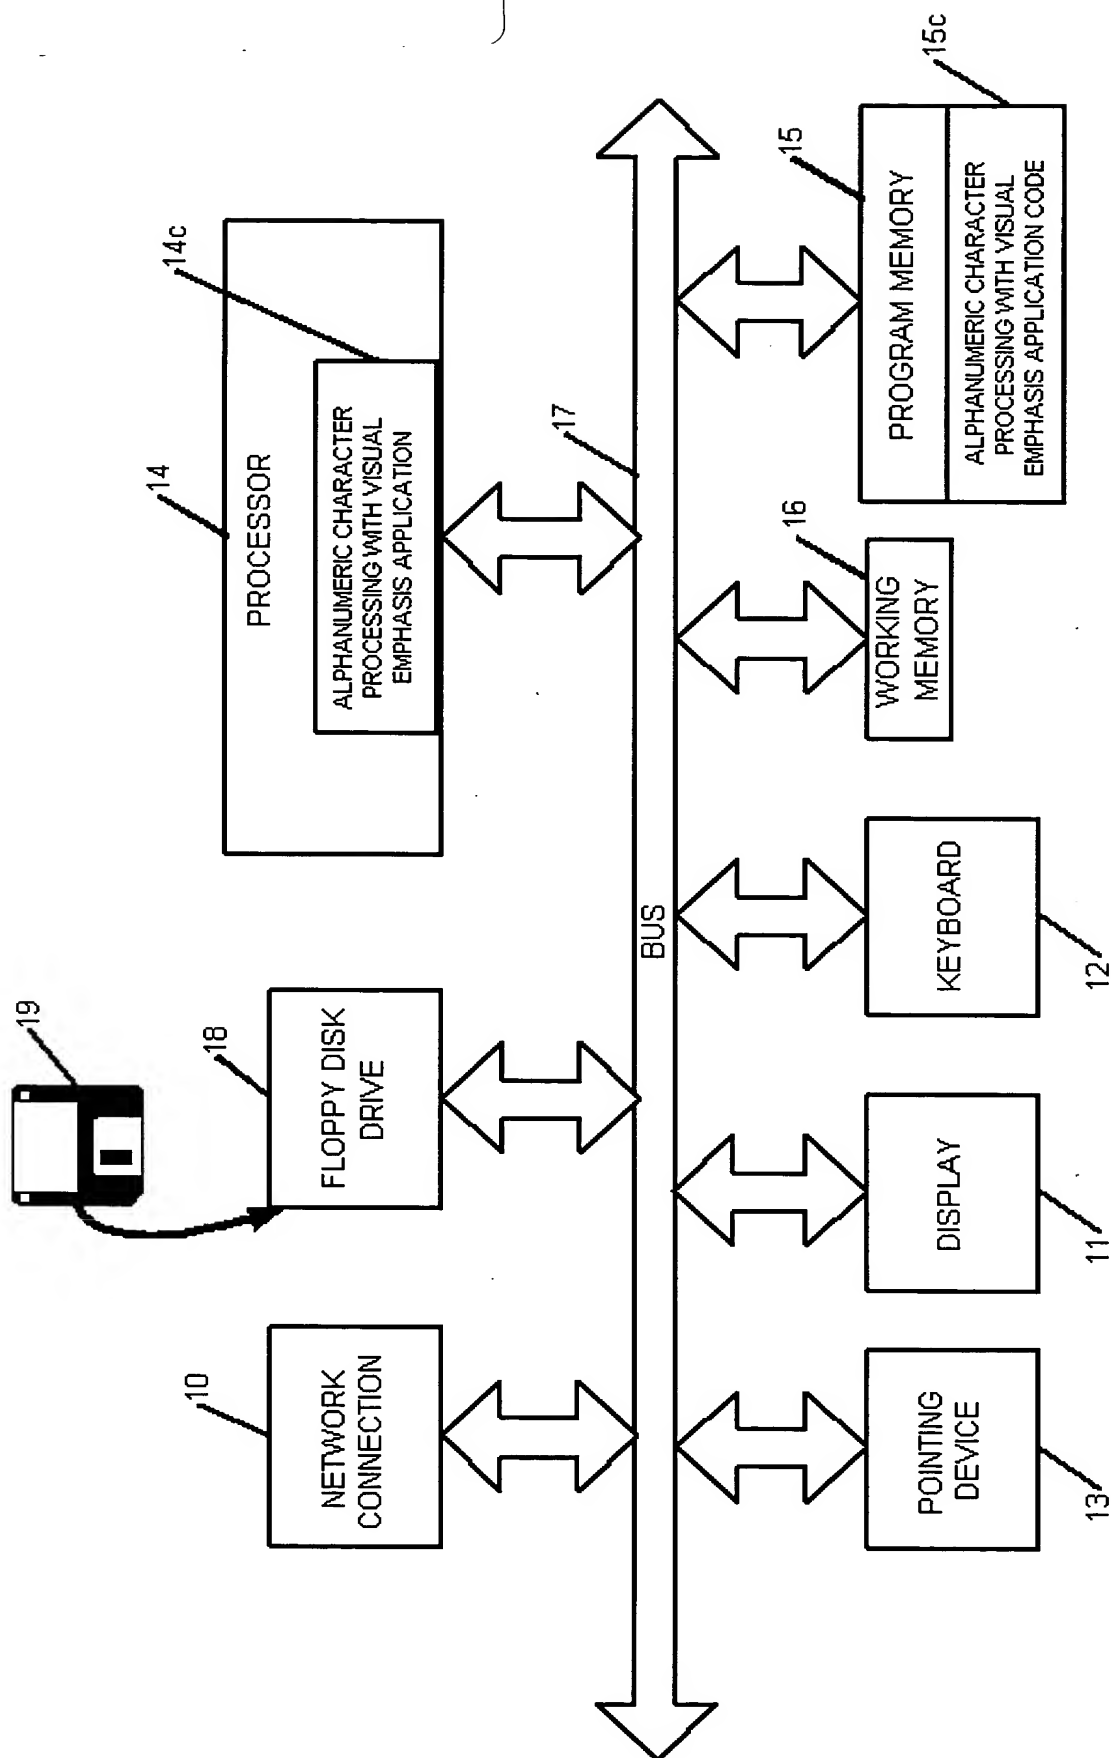 19
10
NETWORK
CONNECTION
18
FLOPPY DISK
DRIVE
14
PROCESSOR
14c
ALPHANUMERIC CHARACTER
PROCESSING WITH VISUAL
EMPHASIS APPLICATION
17
BUS
POINTING
DEVICE
13
DISPLAY
11
KEYBOARD
12
16
WORKING
MEMORY
15
PROGRAM MEMORY
15c
ALPHANUMERIC CHARACTER
PROCESSING WITH VISUAL
EMPHASIS APPLICATION CODE